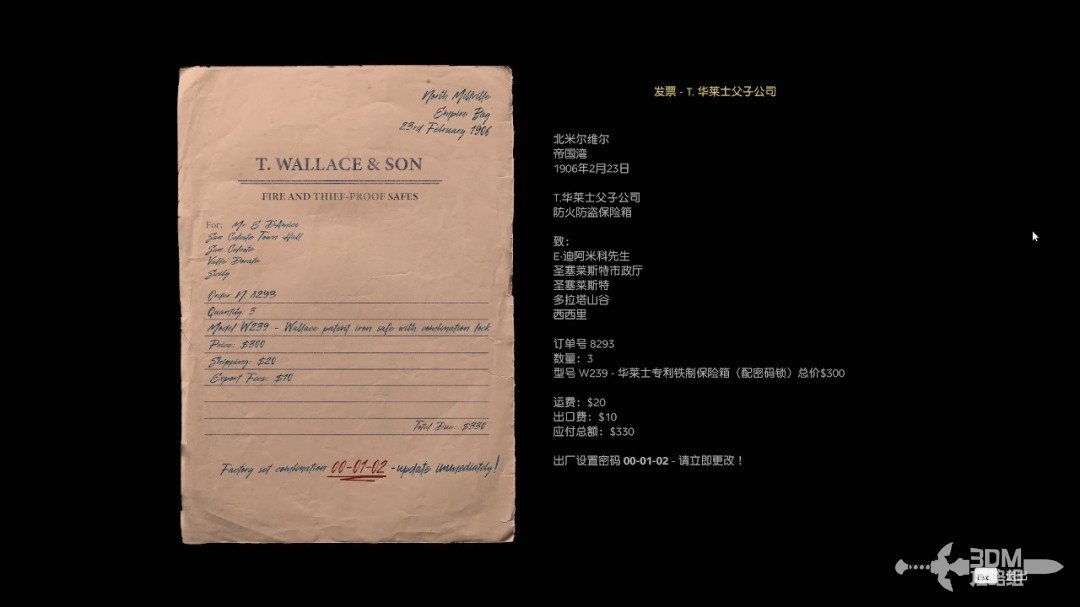 North Millville
Empire Bay
23rd February 1906
T. WALLACE & SON
FIRE AND THIEF-PROOF SAFES
For: Mr. E D'Amico
San Celeste Town Hall
San Celeste
Valle Dorata
Sicily
Order N. 8293
Quantity: 3
Model W239 - Wallace patent iron safe with combination lock
Price: $300
Shipping: $20
Export Fees: $10
Total Due: $330
Factory set combination 00-01-02 - update immediately!
发票 - T. 华莱士父子公司
北米尔维尔
帝国湾
1906年2月23日
T.华莱士父子公司
防火防盗保险箱
致：
E·迪阿米科先生
圣塞莱斯特市政厅
圣塞莱斯特
多拉塔山谷
西西里
订单号 8293
数量：3
型号 W239 - 华莱士专利铁制保险箱（配密码锁）总价$300
运费：$20
出口费：$10
应付总额：$330
出厂设置密码 00-01-02 - 请立即更改！
3DM